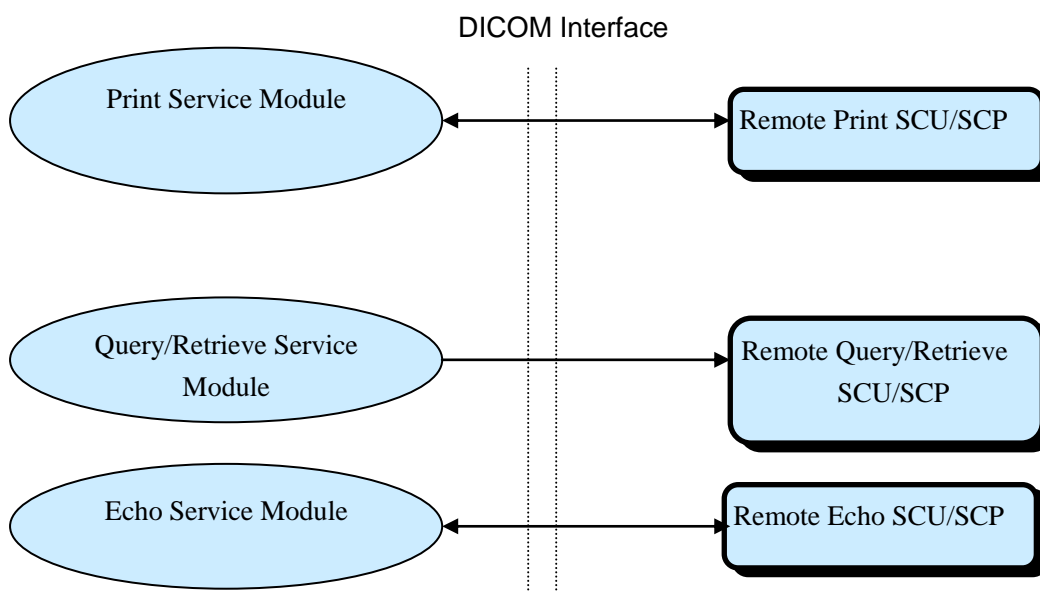 DICOM Interface
Print Service Module
Remote Print SCU/SCP
Query/Retrieve Service
Module
Remote Query/Retrieve
SCU/SCP
Echo Service Module
Remote Echo SCU/SCP